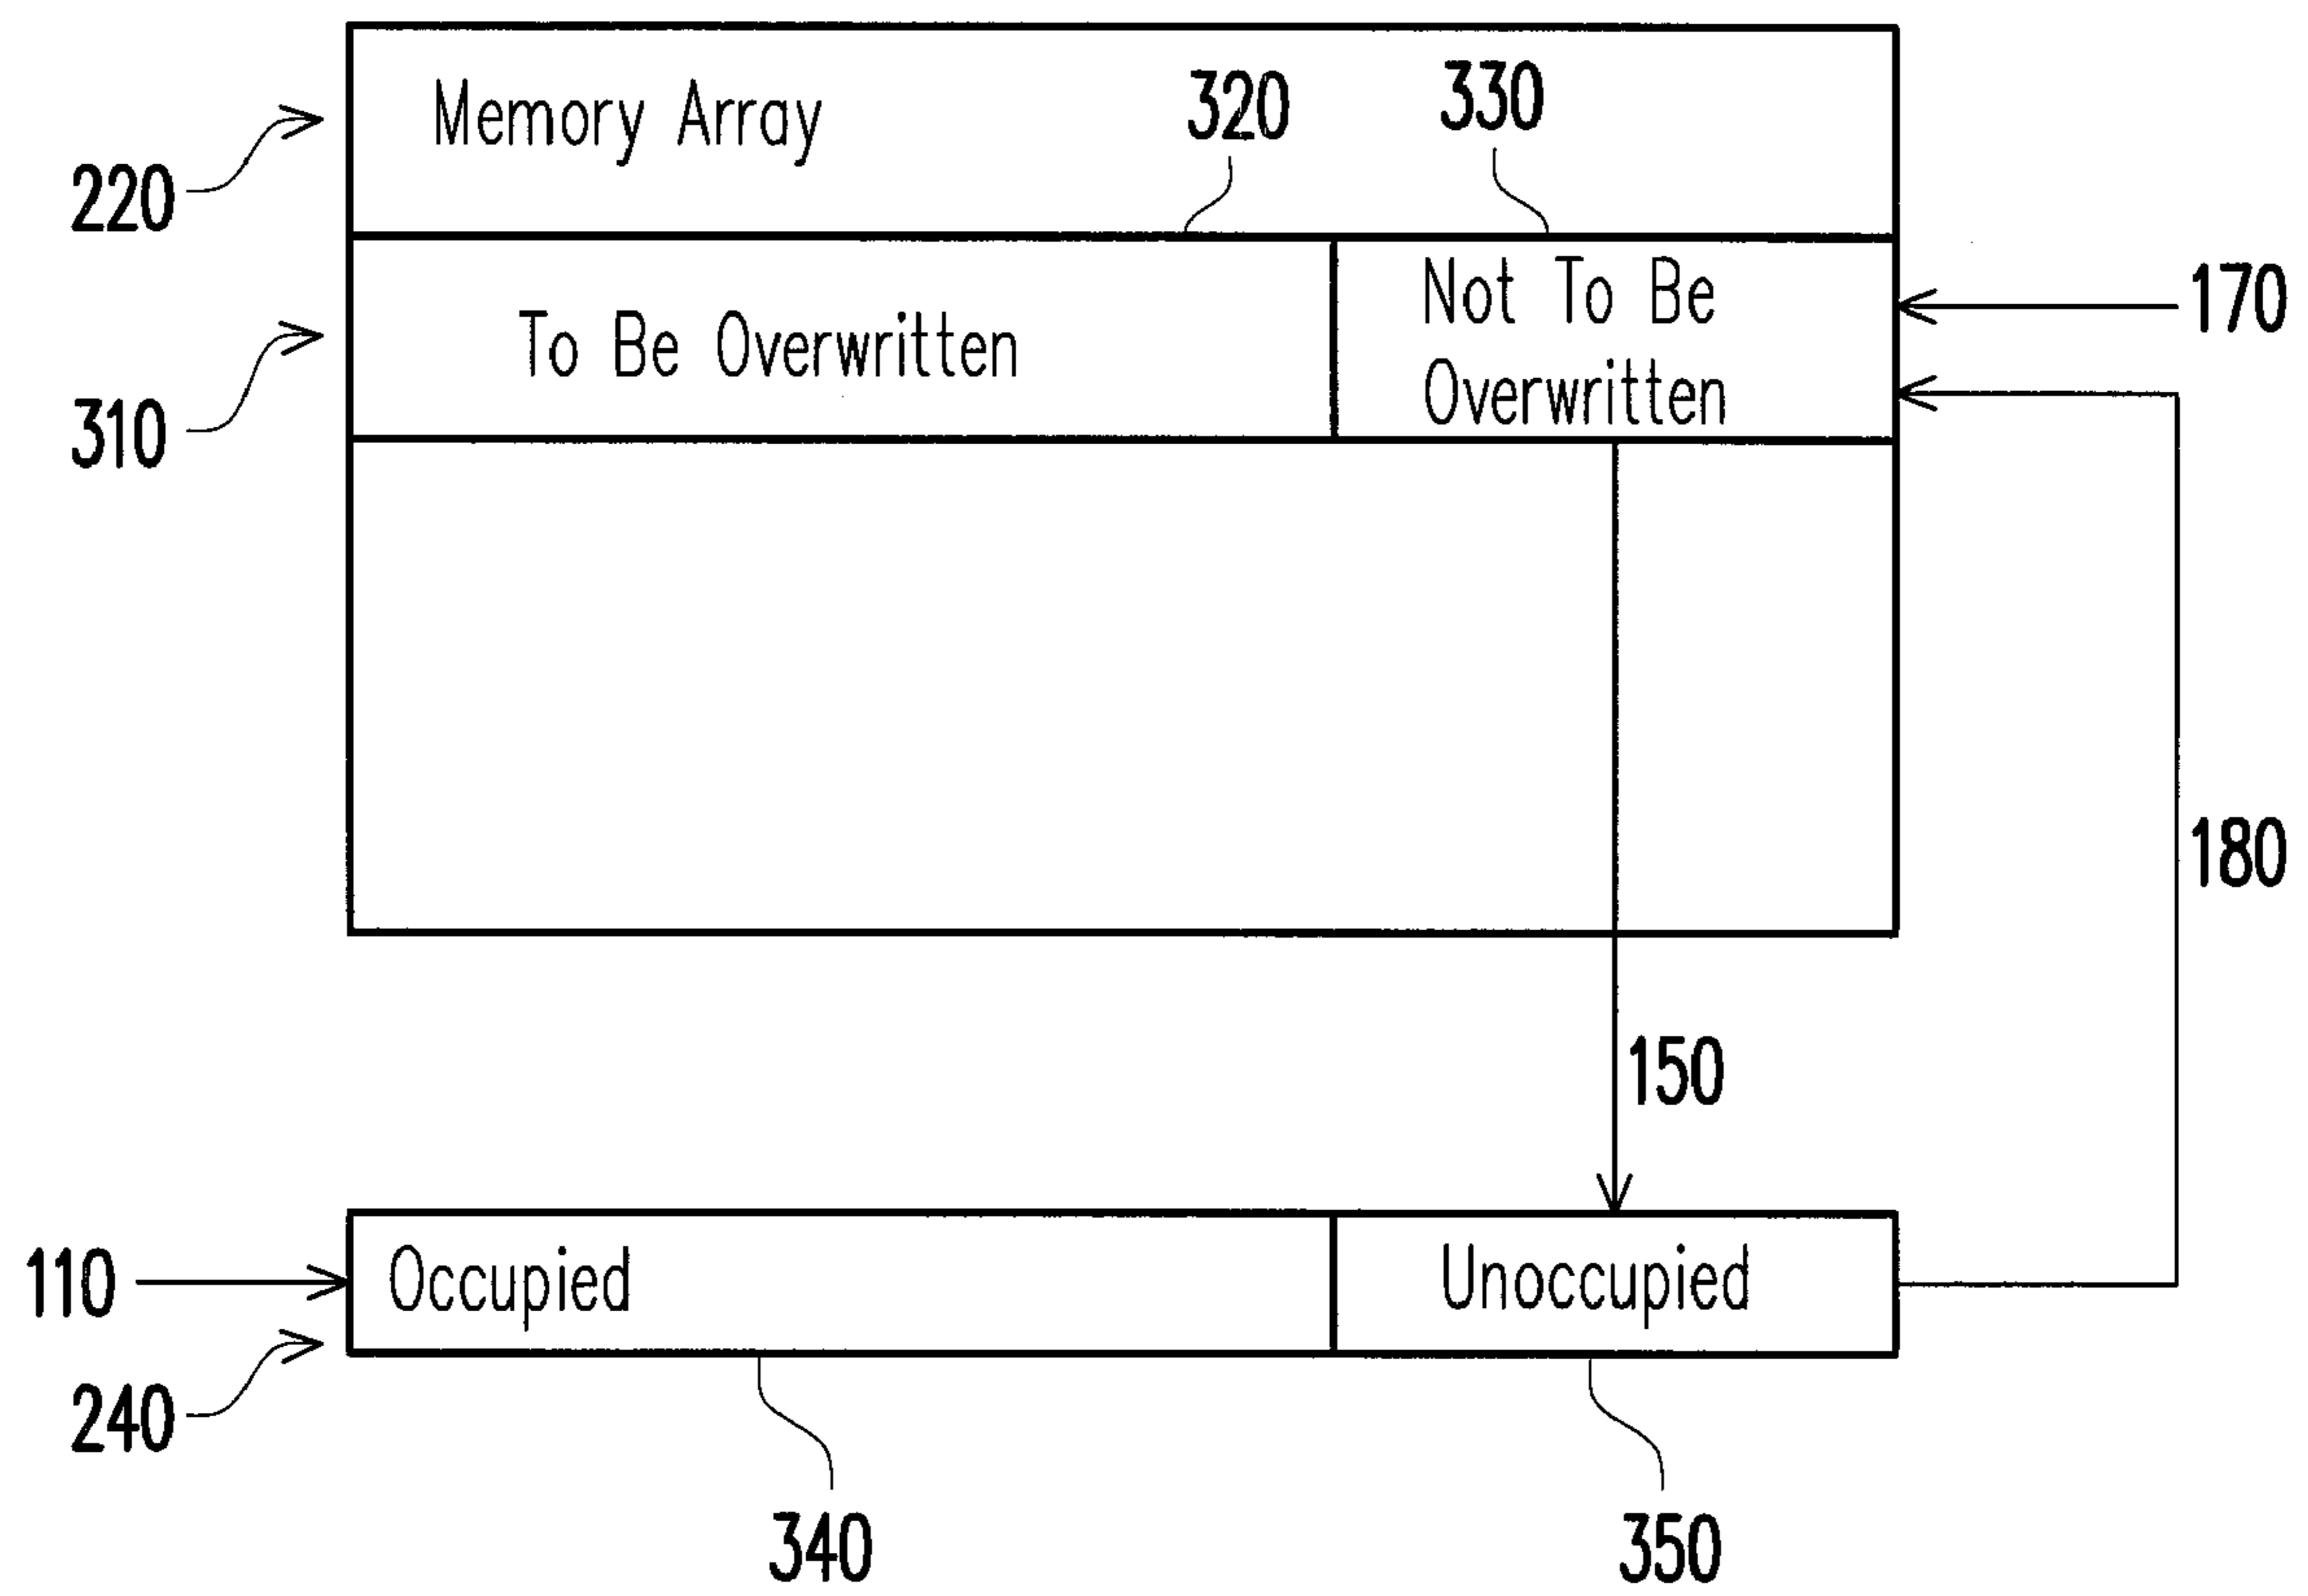 Memory Array
320
330
220
To Be Overwritten
Not To Be
Overwritten
170
310
180
150
110
Occupied
Unoccupied
240
340
350